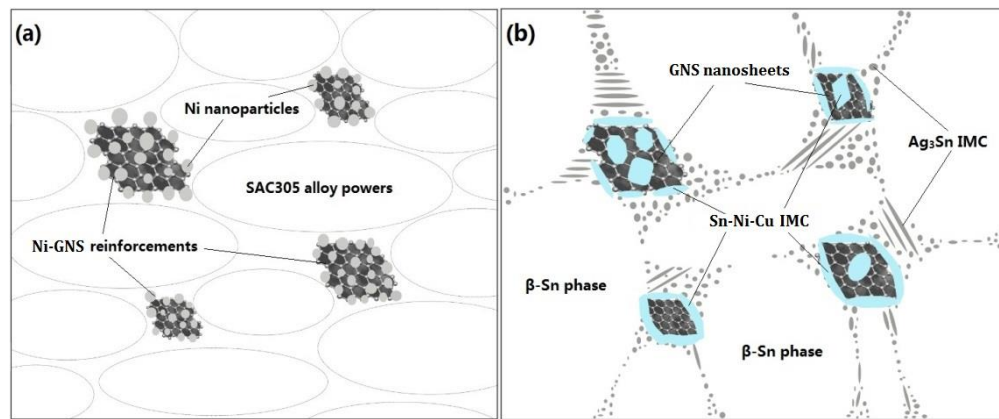 (a)
Ni nanoparticles
SAC305 alloy powers
Ni-GNS reinforcements
(b)
GNS nanosheets
Ag₃Sn IMC
Sn-Ni-Cu IMC
β-Sn phase
β-Sn phase